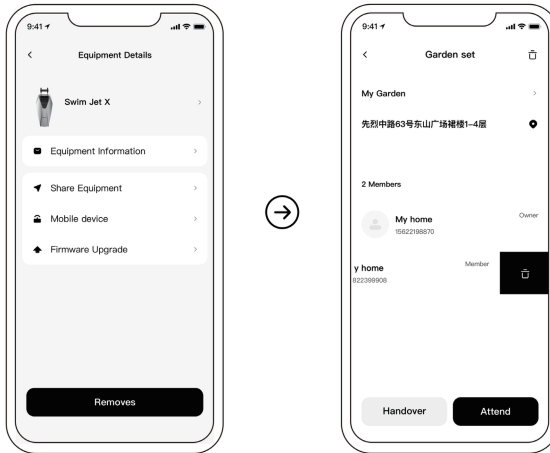 9:41
Equipment Details
Swim Jet X
Equipment Information
Share Equipment
Mobile device
Firmware Upgrade
Removes
9:41
Garden set
My Garden
先烈中路63号东山广场裙楼1-4层
2 Members
My home
Owner
15622198870
y home
Member
822399908
Handover
Attend